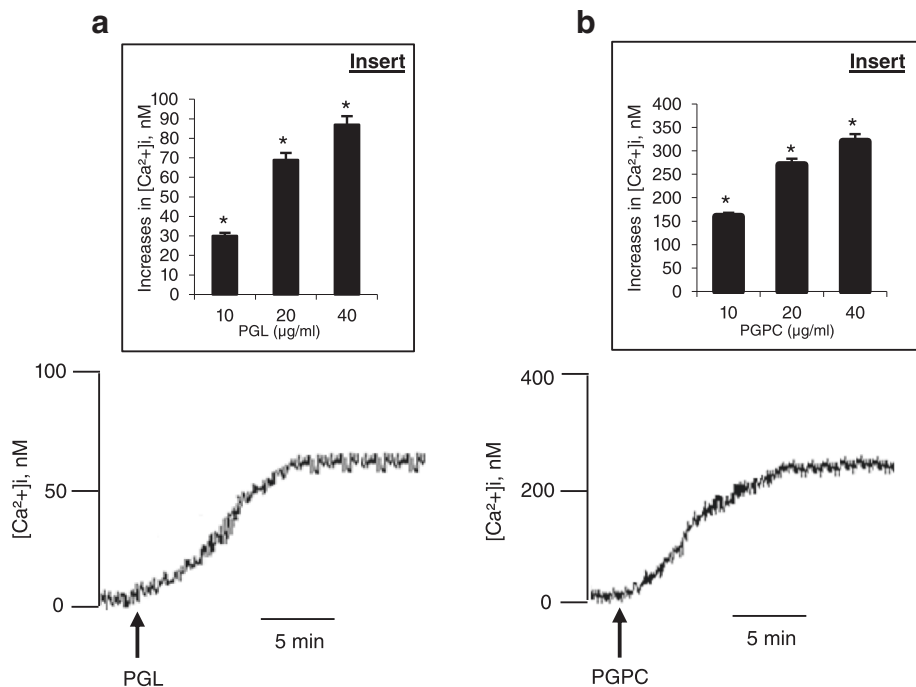 a
Insert
Increases in [Ca²+]i, nM
100
90
80
70
60
50
40
30
20
10
0
*
*
*
10 20 40
PGL (µg/ml)
[Ca²+]i, nM
100
50
0
5 min
PGL
b
Insert
Increases in [Ca²+]i, nM
400
350
300
250
200
150
100
50
0
*
*
*
10 20 40
PGPC (µg/ml)
[Ca²+]i, nM
400
200
0
5 min
PGPC